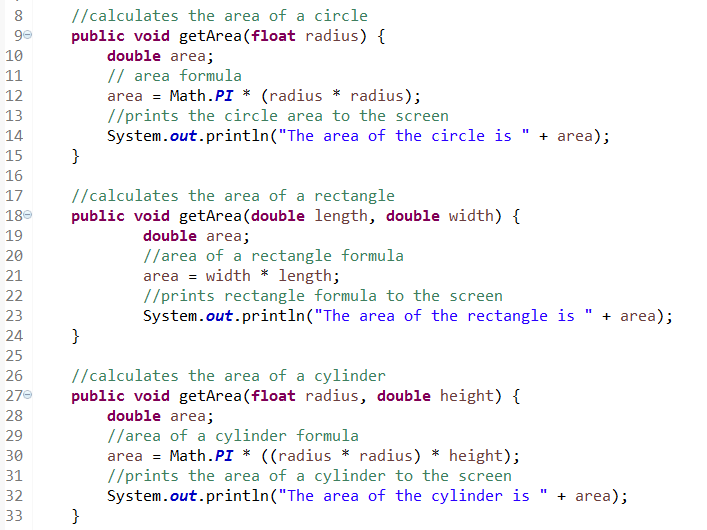 8 //calculates the area of a circle
9 public void getArea(float radius) {
10 double area;
11 // area formula
12 area = Math.PI * (radius * radius);
13 //prints the circle area to the screen
14 System.out.println("The area of the circle is " + area);
15 }
16
17 //calculates the area of a rectangle
18 public void getArea(double length, double width) {
19 double area;
20 //area of a rectangle formula
21 area = width * length;
22 //prints rectangle formula to the screen
23 System.out.println("The area of the rectangle is " + area);
24 }
25
26 //calculates the area of a cylinder
27 public void getArea(float radius, double height) {
28 double area;
29 //area of a cylinder formula
30 area = Math.PI * ((radius * radius) * height);
31 //prints the area of a cylinder to the screen
32 System.out.println("The area of the cylinder is " + area);
33 }